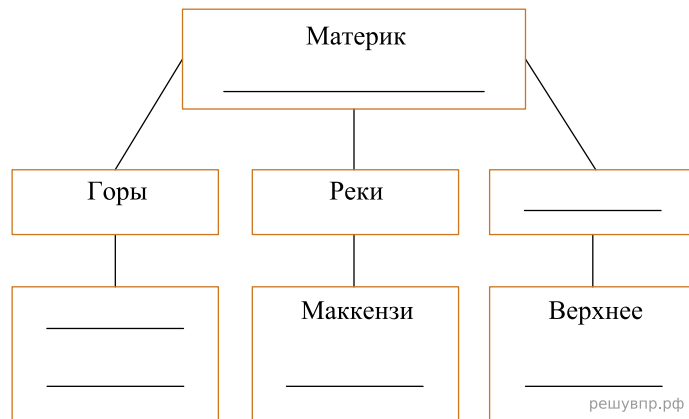 Материк
Горы
Реки
Маккензи
Верхнее
решувпр.рф